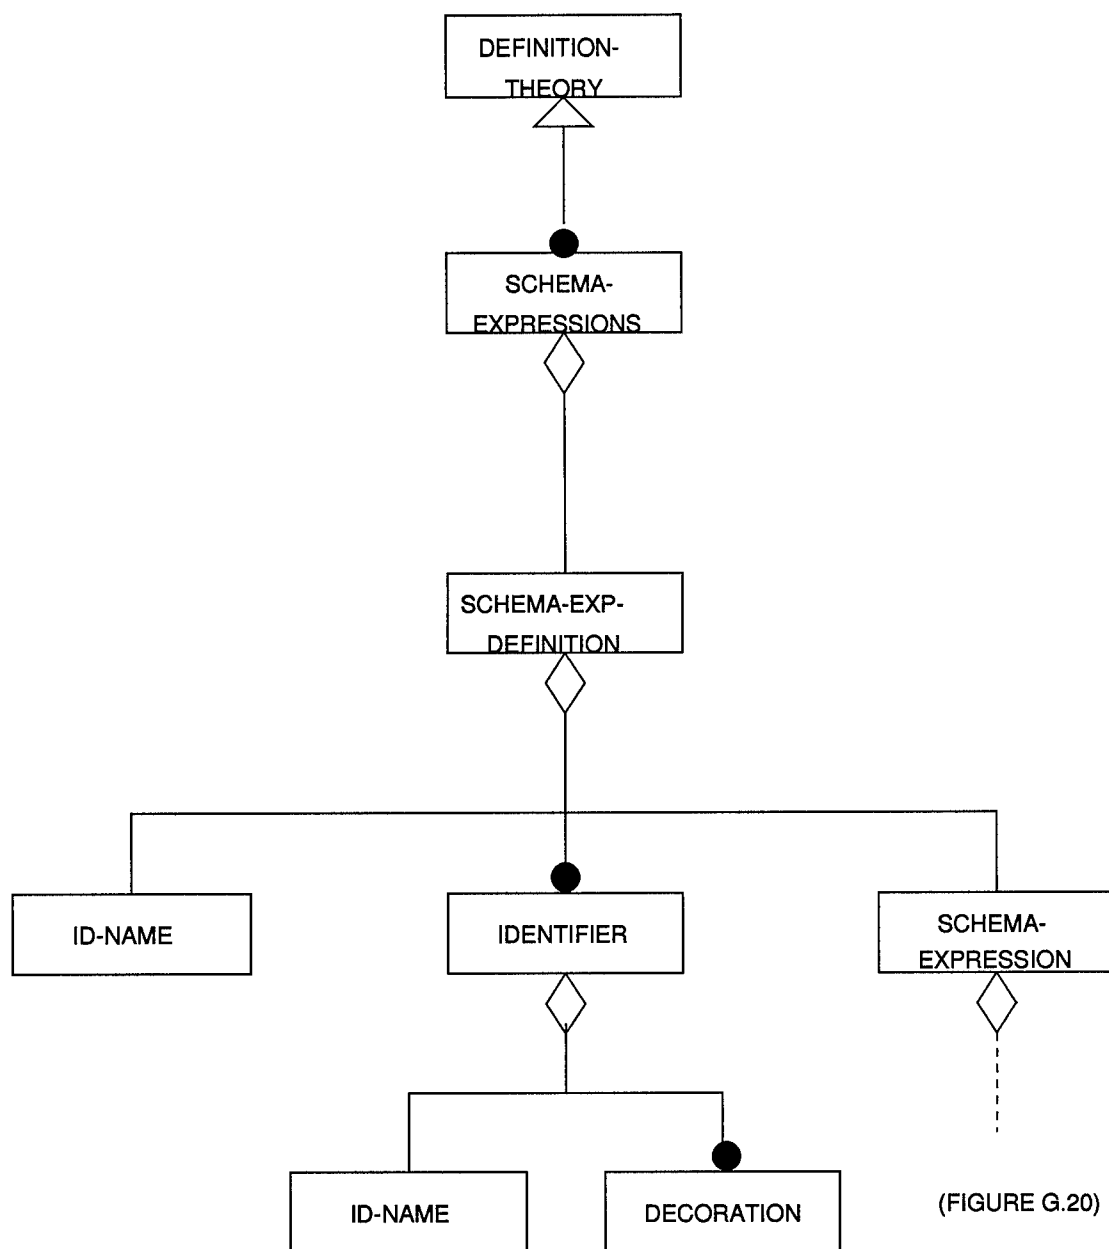 DEFINITION-
THEORY
SCHEMA-
EXPRESSIONS
SCHEMA-EXP-
DEFINITION
ID-NAME
IDENTIFIER
SCHEMA-
EXPRESSION
ID-NAME
DECORATION
(FIGURE G.20)